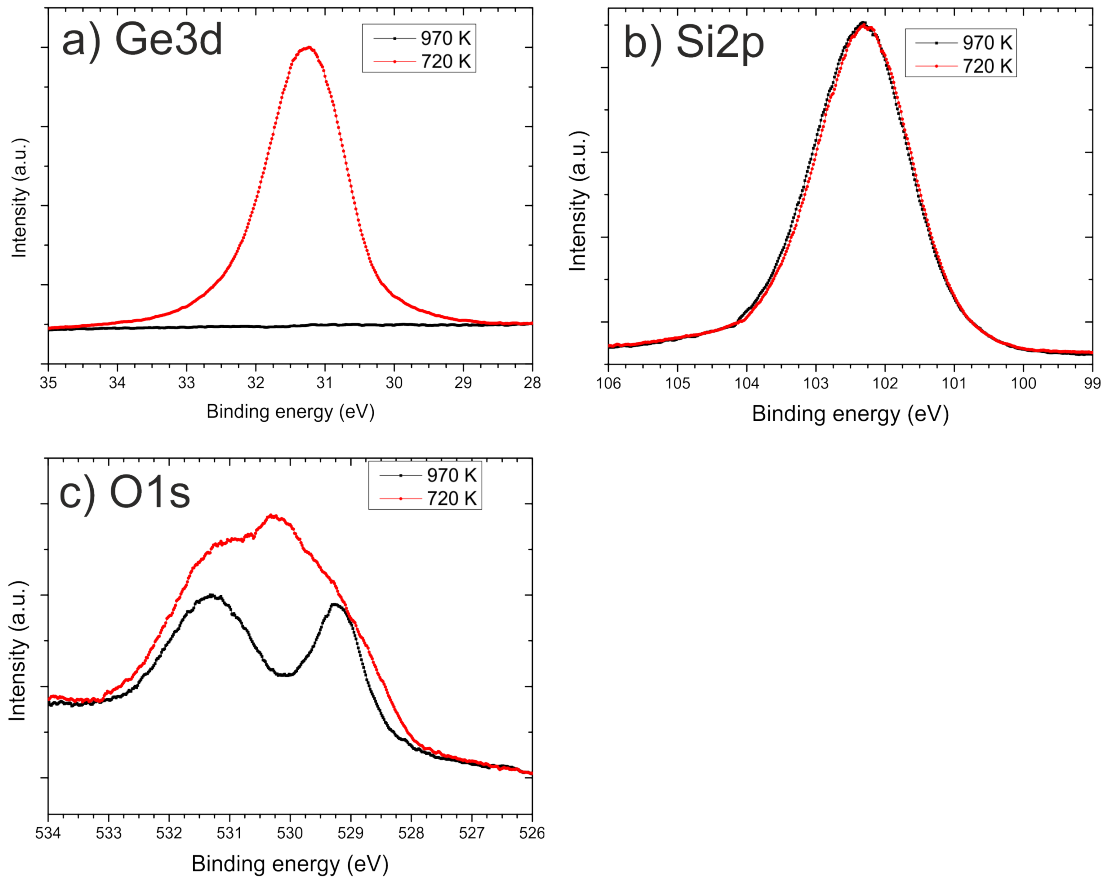 a) Ge3d
970 K
720 K
Intensity (a.u.)
35 34 33 32 31 30 29 28
Binding energy (eV)
b) Si2p
970 K
720 K
Intensity (a.u.)
106 105 104 103 102 101 100 99
Binding energy (eV)
c) O1s
970 K
720 K
Intensity (a.u.)
534 533 532 531 530 529 528 527 526
Binding energy (eV)